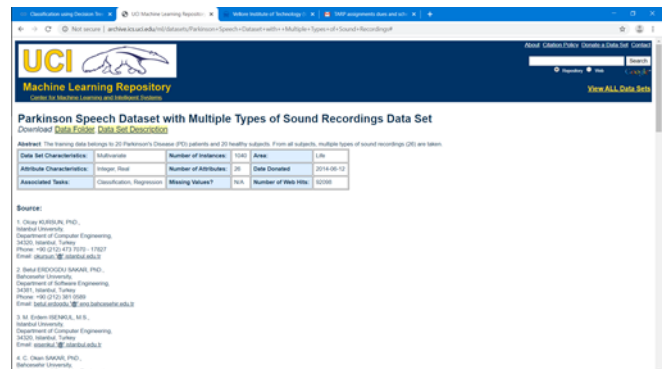 Classification using Decision Tre
UCI Machine Learning Repositor
Vellore Institute of Technology
DMP assignments dues and
Not secure | archive.ics.uci.edu/ml/datasets/Parkinson+Speech+Dataset+with++Multiple+Types+of+Sound+Recordings#
About Citation Policy Donate a Data Set Contact
Search
Repository Web
UCI
Machine Learning Repository
Center for Machine Learning and Intelligent Systems
View ALL Data Sets
Parkinson Speech Dataset with Multiple Types of Sound Recordings Data Set
Download Data Folder Data Set Description
Abstract: The training data belongs to 20 Parkinson's Disease (PD) patients and 20 healthy subjects. From all subjects, multiple types of sound recordings (26) are taken.
Data Set Characteristics: Multivariate Number of Instances: 1040 Area: Life
Attribute Characteristics: Integer, Real Number of Attributes: 26 Date Donated 2014-06-12
Associated Tasks: Classification, Regression Missing Values? N/A Number of Web Hits:
Source:
1. Olcay KURSUN, PhD.,
Istanbul University,
Department of Computer Engineering,
34320, Istanbul, Turkey
Phone: +90 (212) 473 7070 - 17827
Email: okursun '@' istanbul.edu.tr
2. Betul ERDOGDU SAKAR, PhD.,
Bahcesehir University,
Department of Software Engineering,
34381, Istanbul, Turkey
Phone: +90 (212) 381 0589
Email: betul.erdogdu '@' eng.bahcesehir.edu.tr
3. M. Erdem ISENKUL, M.S.,
Istanbul University,
Department of Computer Engineering,
34320, Istanbul, Turkey
Email: eisenkul '@' istanbul.edu.tr
4. C. Okan SAKAR, PhD.,
Bahcesehir University,